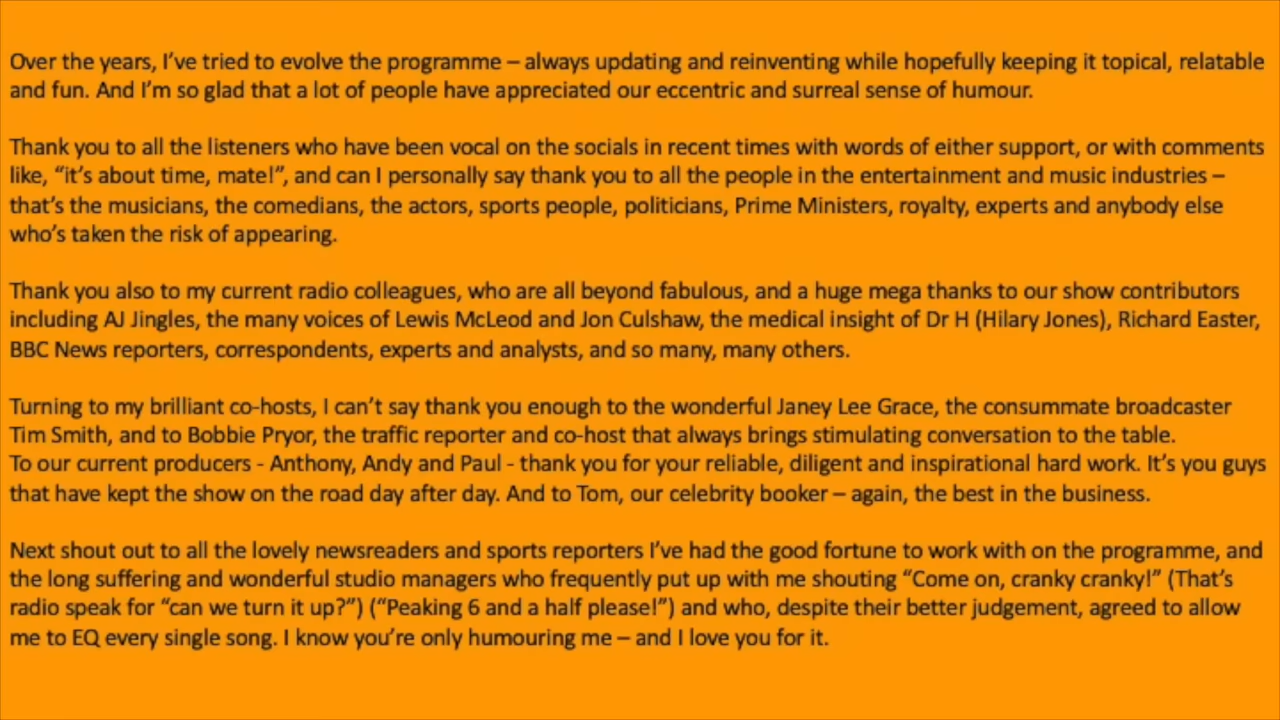 Over the years, I’ve tried to evolve the programme – always updating and reinventing while hopefully keeping it topical, relatable
and fun. And I’m so glad that a lot of people have appreciated our eccentric and surreal sense of humour.
Thank you to all the listeners who have been vocal on the socials in recent times with words of either support, or with comments
like, “it’s about time, mate!”, and can I personally say thank you to all the people in the entertainment and music industries –
that’s the musicians, the comedians, the actors, sports people, politicians, Prime Ministers, royalty, experts and anybody else
who’s taken the risk of appearing.
Thank you also to my current radio colleagues, who are all beyond fabulous, and a huge mega thanks to our show contributors
including AJ Jingles, the many voices of Lewis McLeod and Jon Culshaw, the medical insight of Dr H (Hilary Jones), Richard Easter,
BBC News reporters, correspondents, experts and analysts, and so many, many others.
Turning to my brilliant co-hosts, I can’t say thank you enough to the wonderful Janey Lee Grace, the consummate broadcaster
Tim Smith, and to Bobbie Pryor, the traffic reporter and co-host that always brings stimulating conversation to the table.
To our current producers - Anthony, Andy and Paul - thank you for your reliable, diligent and inspirational hard work. It’s you guys
that have kept the show on the road day after day. And to Tom, our celebrity booker – again, the best in the business.
Next shout out to all the lovely newsreaders and sports reporters I’ve had the good fortune to work with on the programme, and
the long suffering and wonderful studio managers who frequently put up with me shouting “Come on, cranky cranky!” (That’s
radio speak for “can we turn it up?”) (“Peaking 6 and a half please!”) and who, despite their better judgement, agreed to allow
me to EQ every single song. I know you’re only humouring me – and I love you for it.